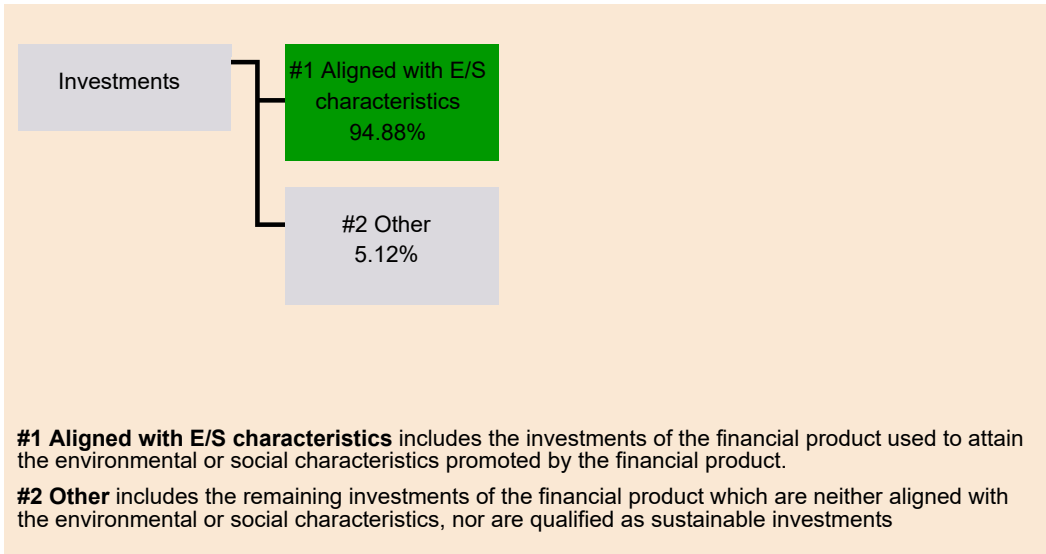 Investments
#1 Aligned with E/S
characteristics
94.88%
#2 Other
5.12%
#1 Aligned with E/S characteristics includes the investments of the financial product used to attain
the environmental or social characteristics promoted by the financial product.
#2 Other includes the remaining investments of the financial product which are neither aligned with
the environmental or social characteristics, nor are qualified as sustainable investments